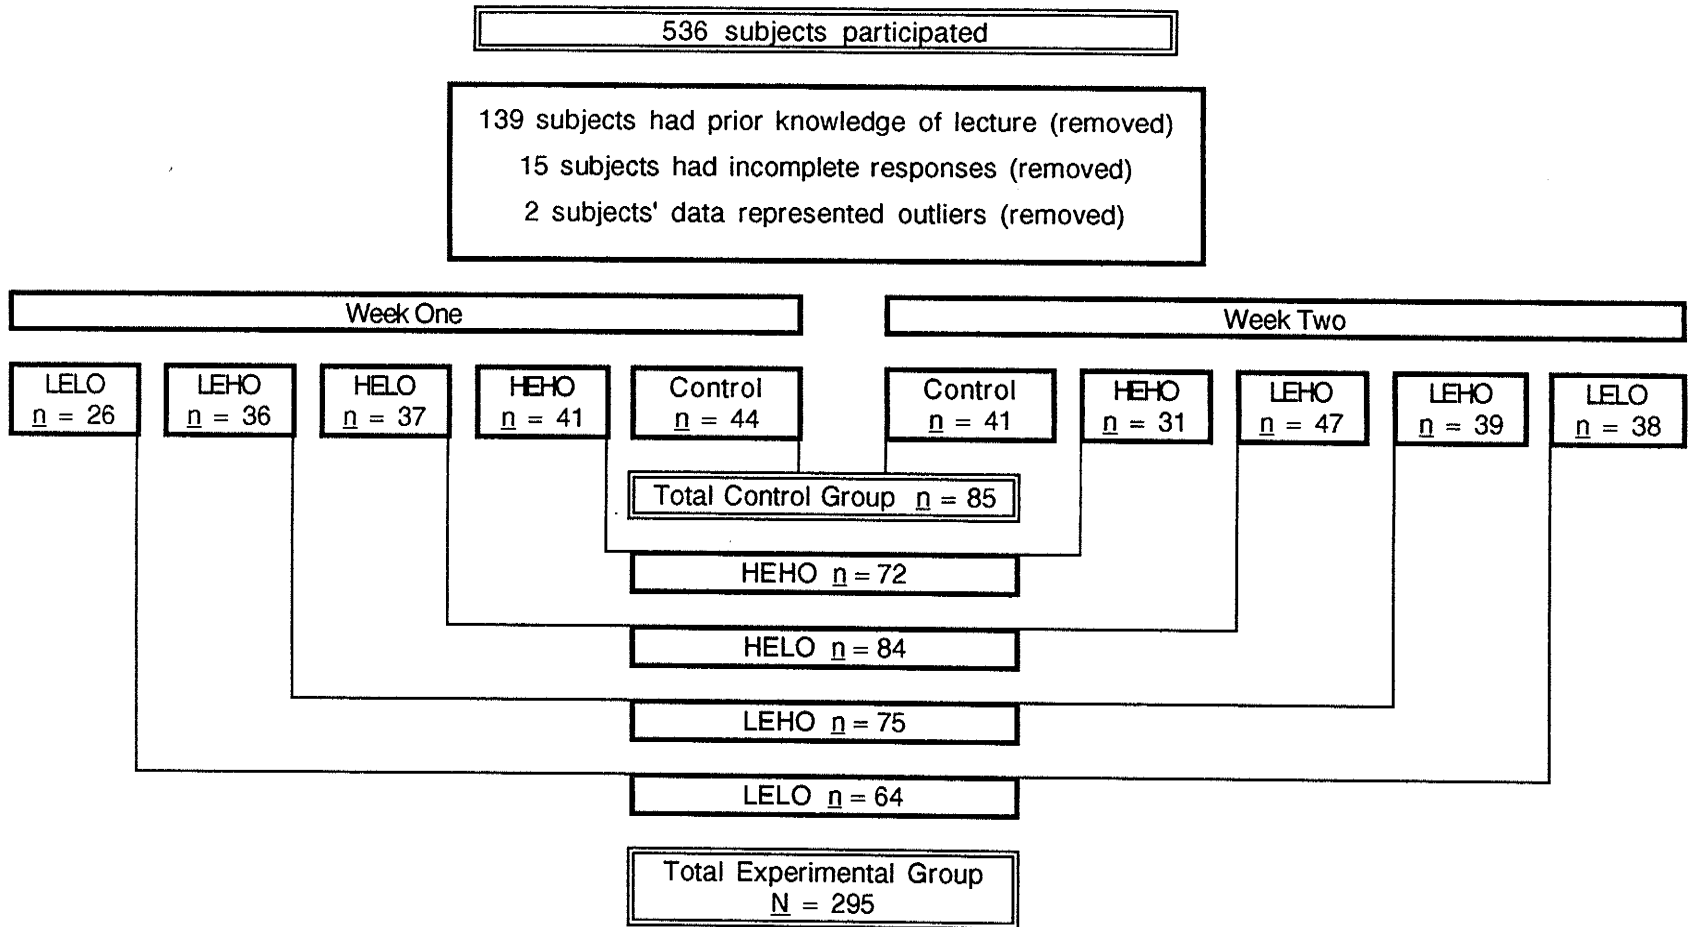 536 subjects participated
139 subjects had prior knowledge of lecture (removed)
15 subjects had incomplete responses (removed)
2 subjects' data represented outliers (removed)
Week One
Week Two
LELO
n = 26
LEHO
n = 36
HELO
n = 37
HEHO
n = 41
Control
n = 44
Control
n = 41
HEHO
n = 31
LEHO
n = 47
LEHO
n = 39
LELO
n = 38
Total Control Group n = 85
HEHO n = 72
HELO n = 84
LEHO n = 75
LELO n = 64
Total Experimental Group
N = 295